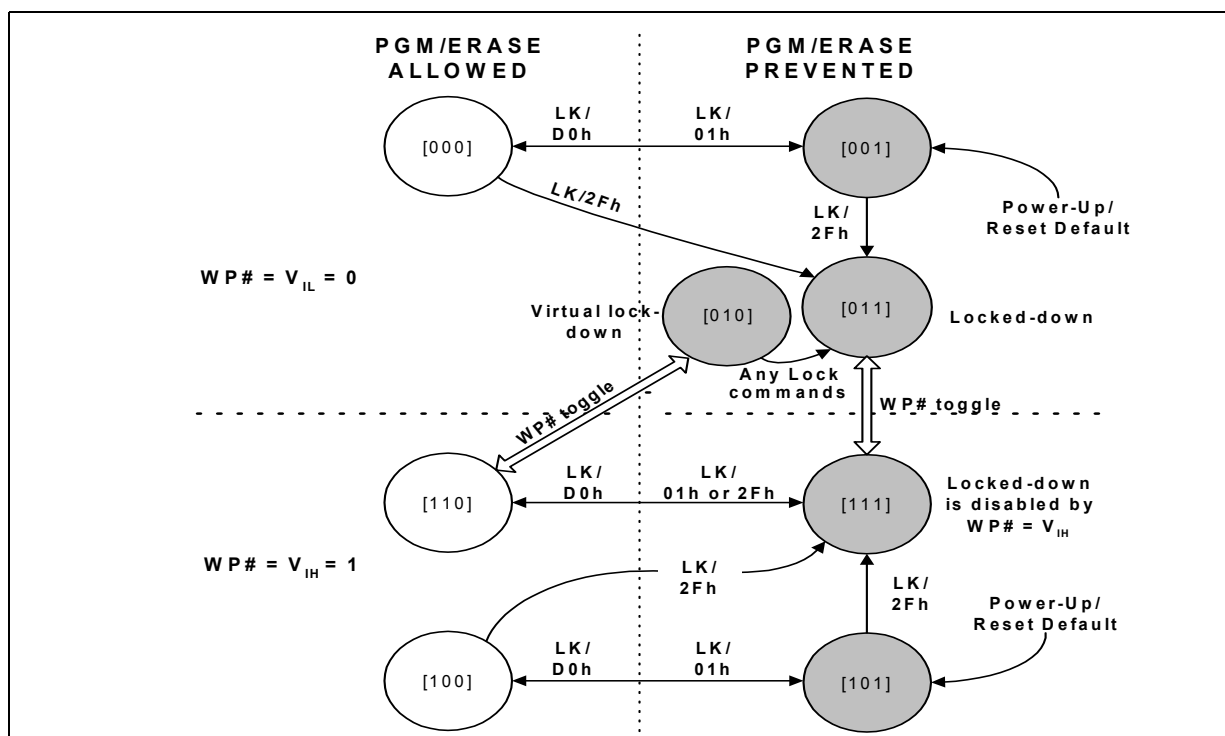 PGM/ERASE
ALLOWED
PGM/ERASE
PREVENTED
LK/
D0h
LK/
01h
[000]
[001]
LK/2Fh
LK/
2Fh
Power-Up/
Reset Default
WP# = VIL = 0
Virtual lock-
down
[010]
[011]
Locked-down
Any Lock
commands
WP# toggle
WP# toggle
LK/
D0h
LK/
01h or 2Fh
[110]
[111]
Locked-down
is disabled by
WP# = VIH
WP# = VIH = 1
LK/
2Fh
LK/
2Fh
Power-Up/
Reset Default
LK/
D0h
LK/
01h
[100]
[101]